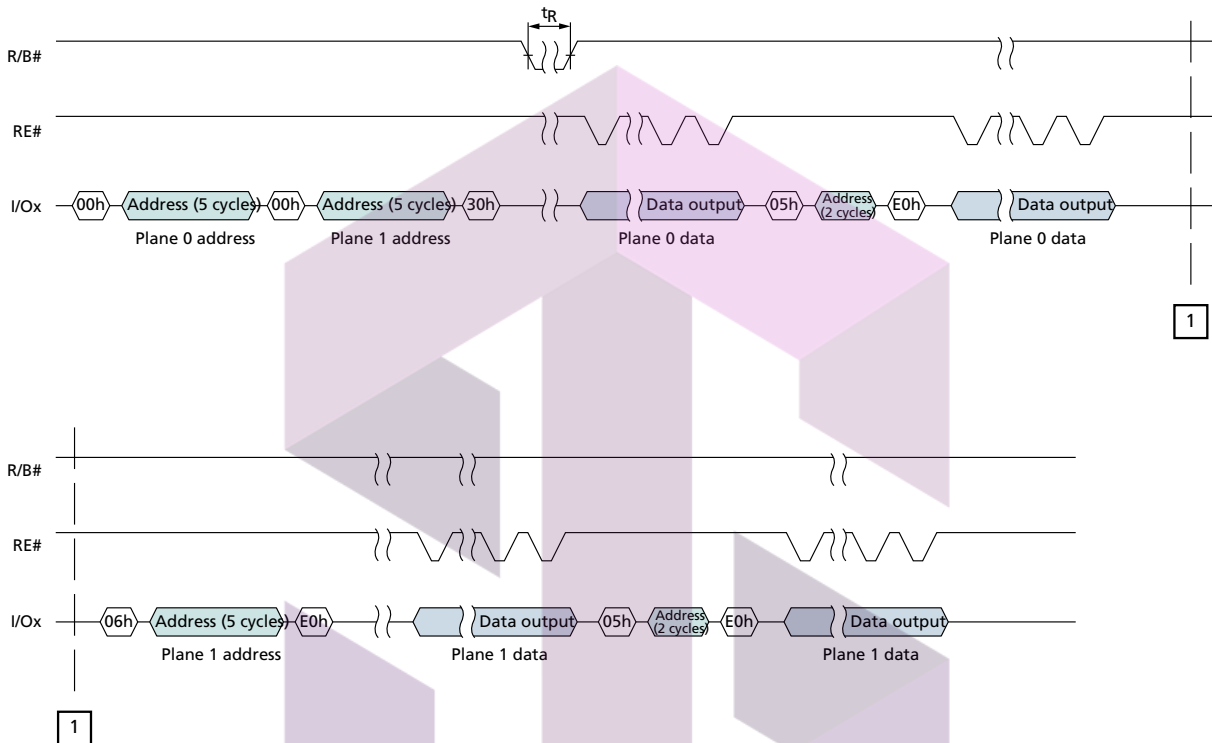 tR
R/B#
RE#
I/Ox 00h Address (5 cycles) 00h Address (5 cycles) 30h Data output 05h Address (2 cycles) E0h Data output
Plane 0 address Plane 1 address Plane 0 data Plane 0 data
1
R/B#
RE#
I/Ox 06h Address (5 cycles) E0h Data output 05h Address (2 cycles) E0h Data output
Plane 1 address Plane 1 data Plane 1 data
1